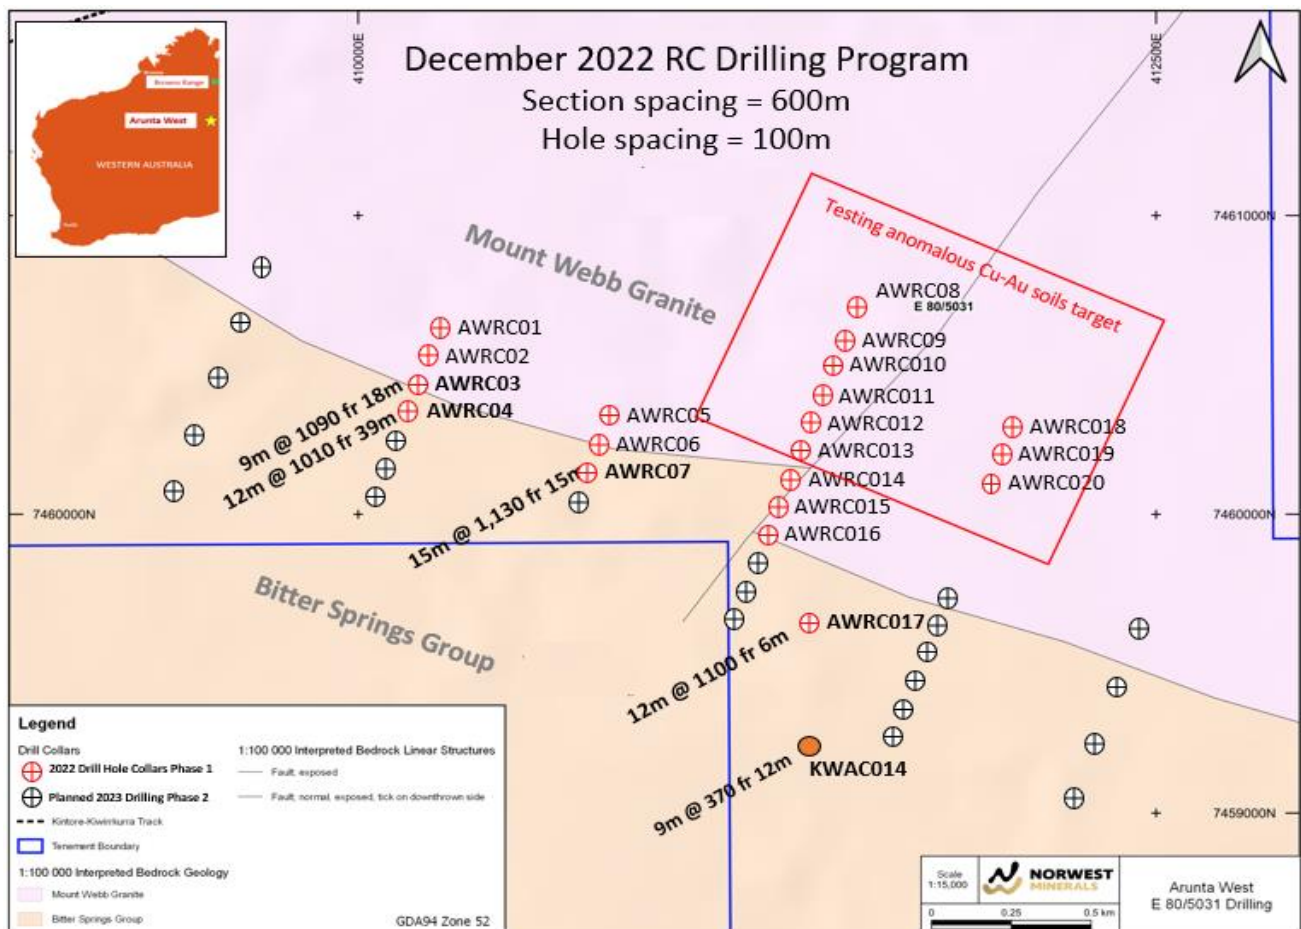 December 2022 RC Drilling Program
Section spacing = 600m
Hole spacing = 100m
410000E
412500E
Browns Range
Arunta West
WESTERN AUSTRALIA
Perth
7461000N
7460000N
7459000N
Mount Webb Granite
Testing anomalous Cu-Au soils target
AWRC08
E 80/5031
AWRC09
AWRC010
AWRC011
AWRC012
AWRC013
AWRC014
AWRC015
AWRC016
AWRC01
AWRC02
AWRC03
AWRC04
AWRC05
AWRC06
AWRC07
AWRC018
AWRC019
AWRC020
AWRC017
KWAC014
9m @ 1090 fr 18m
12m @ 1010 fr 39m
15m @ 1,130 fr 15m
12m @ 1100 fr 6m
9m @ 370 fr 12m
Bitter Springs Group
Legend
Drill Collars
2022 Drill Hole Collars Phase 1
Planned 2023 Drilling Phase 2
Kintore-Kiwirrkurra Track
Tenement Boundary
1:100 000 Interpreted Bedrock Geology
Mount Webb Granite
Bitter Springs Group
1:100 000 Interpreted Bedrock Linear Structures
Fault, exposed
Fault, normal, exposed, tick on downthrown side
GDA94 Zone 52
Scale
1:15,000
0 0.25 0.5 km
NORWEST
MINERALS
Arunta West
E 80/5031 Drilling